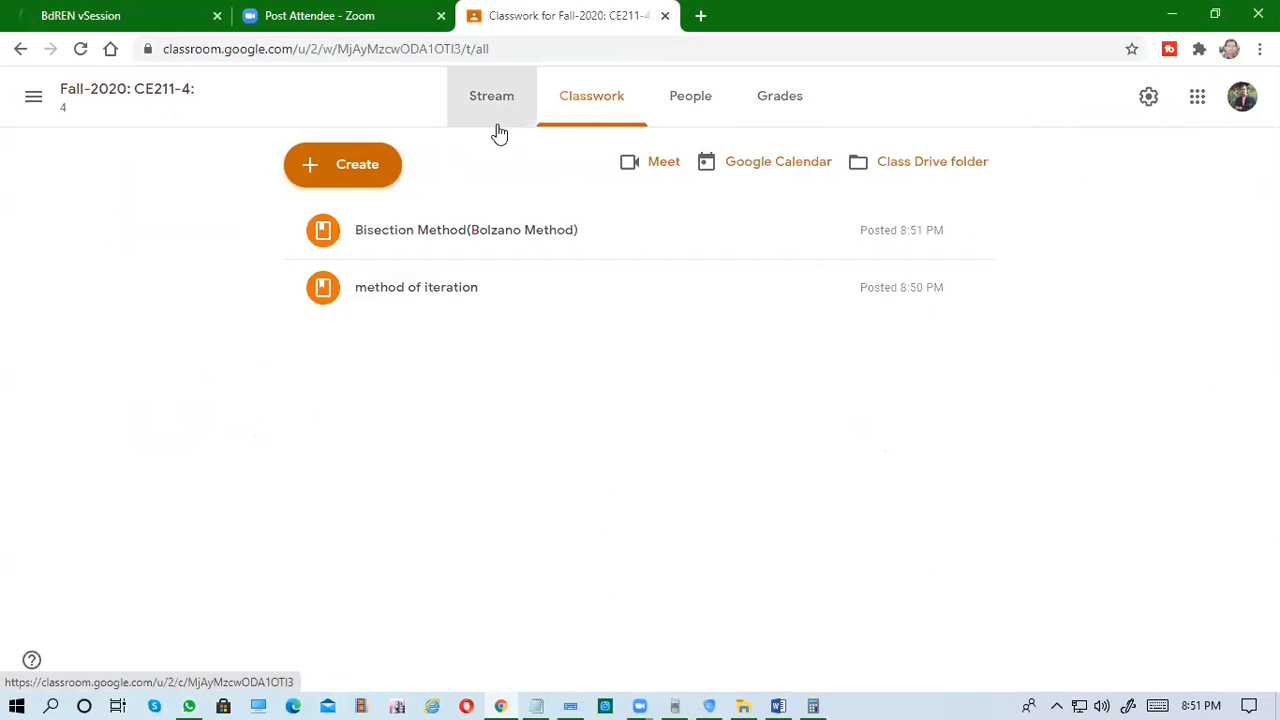 BdREN vSession
Post Attendee - Zoom
Classwork for Fall-2020: CE211-4:
classroom.google.com/u/2/w/MjAyMzcwODA1OTI3/t/all
Fall-2020: CE211-4:
4
Stream
Classwork
People
Grades
Create
Meet
Google Calendar
Class Drive folder
Bisection Method(Bolzano Method)
Posted 8:51 PM
method of iteration
Posted 8:50 PM
https://classroom.google.com/u/2/c/MjAyMzcwODA1OTI3
8:51 PM